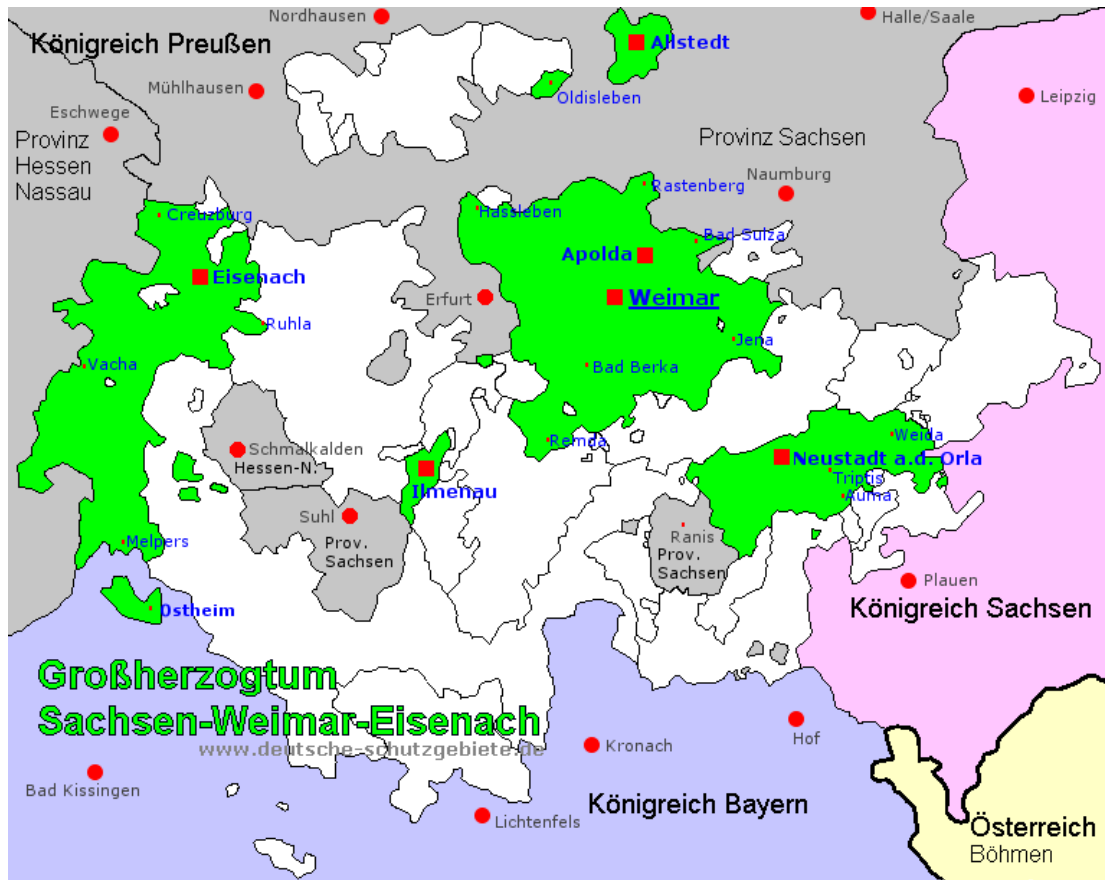 Nordhausen
Halle/Saale
Königreich Preußen
Allstedt
Mühlhausen
Oldisleben
Leipzig
Eschwege
Provinz
Hessen
Nassau
Provinz Sachsen
Naumburg
Rastenberg
Creuzburg
Hassleben
Bad Sulza
Apolda
Eisenach
Erfurt
Weimar
Ruhla
Jena
Vacha
Bad Berka
Remda
Weida
Schmalkalden
Hessen-N.
Neustadt a.d. Orla
Triptis
Auma
Ilmenau
Suhl
Prov.
Sachsen
Ranis
Prov.
Sachsen
Melpers
Plauen
Ostheim
Königreich Sachsen
Großherzogtum
Sachsen-Weimar-Eisenach
www.deutsche-schutzgebiete.de
Kronach
Hof
Bad Kissingen
Königreich Bayern
Lichtenfels
Österreich
Böhmen